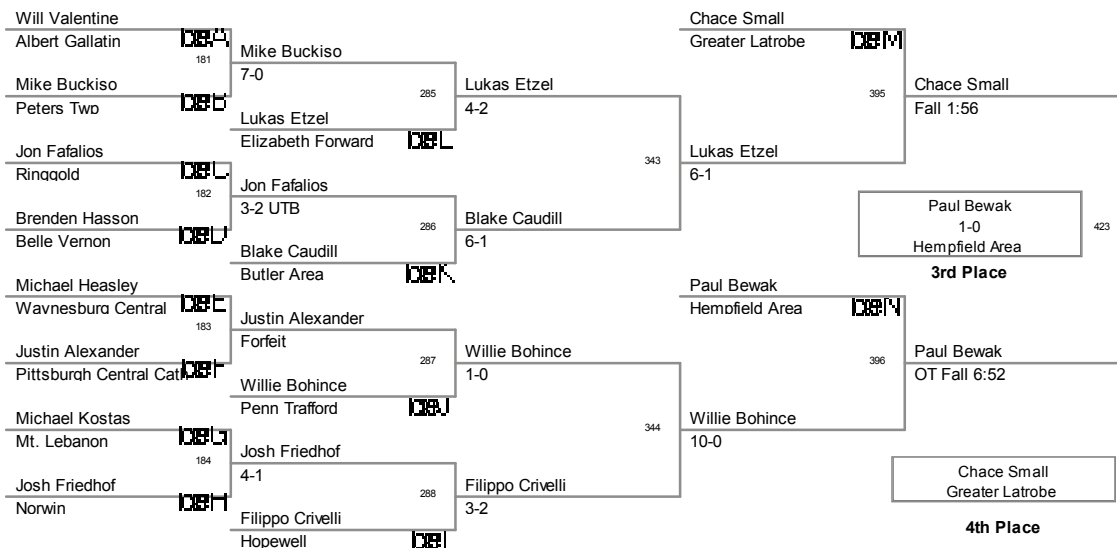 Will Valentine
Albert Gallatin
181
Mike Buckiso
Peters Twp
Mike Buckiso
7-0
285
Lukas Etzel
Elizabeth Forward
Lukas Etzel
4-2
Jon Fafalios
Ringgold
182
Brenden Hasson
Belle Vernon
Jon Fafalios
3-2 UTB
286
Blake Caudill
Butler Area
Blake Caudill
6-1
343
Lukas Etzel
6-1
Chace Small
Greater Latrobe
395
Chace Small
Fall 1:56
Paul Bewak
1-0
Hempfield Area
423
3rd Place
Michael Heasley
Waynesburg Central
183
Justin Alexander
Pittsburgh Central Cath
Justin Alexander
Forfeit
287
Willie Bohince
Penn Trafford
Willie Bohince
1-0
Michael Kostas
Mt. Lebanon
184
Josh Friedhof
Norwin
Josh Friedhof
4-1
288
Filippo Crivelli
Hopewell
Filippo Crivelli
3-2
344
Willie Bohince
10-0
Paul Bewak
Hempfield Area
396
Paul Bewak
OT Fall 6:52
Chace Small
Greater Latrobe
4th Place